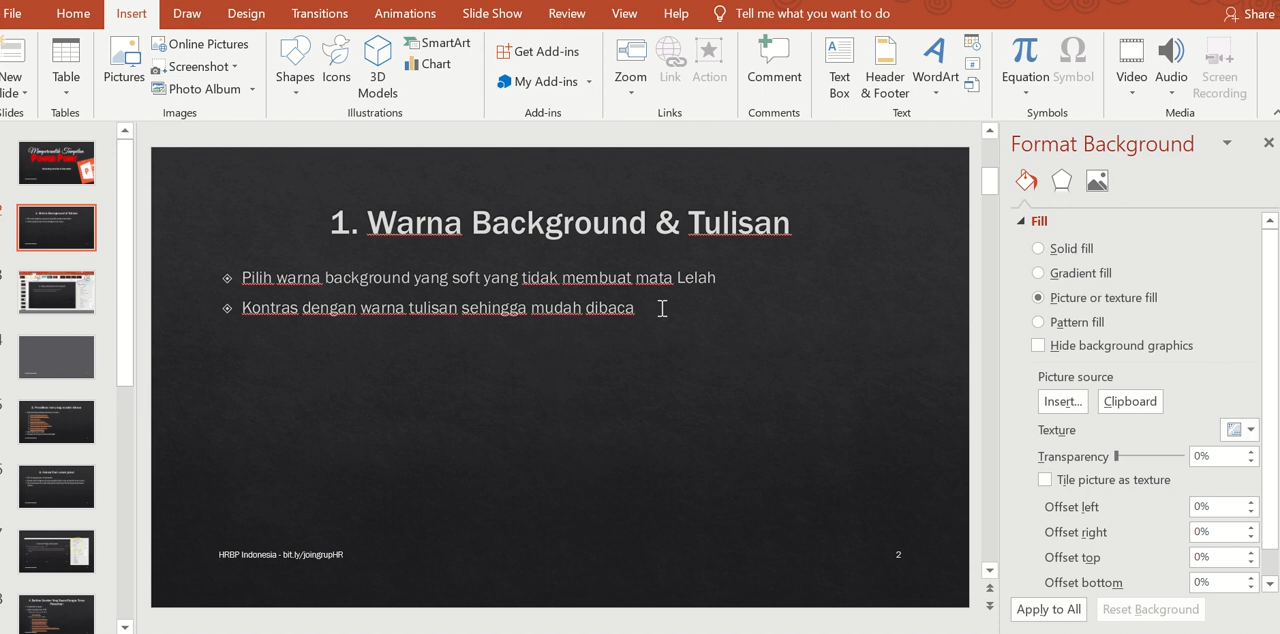 File Home Insert Draw Design Transitions Animations Slide Show Review View Help Tell me what you want to do Share
New
Slide
Table
Pictures
Online Pictures
Screenshot
Photo Album
Shapes
Icons
3D
Models
SmartArt
Chart
Get Add-ins
My Add-ins
Zoom
Link
Action
Comment
Text
Box
Header
& Footer
WordArt
Equation
Symbol
Video
Audio
Screen
Recording
Slides Tables Images Illustrations Add-ins Links Comments Text Symbols Media
1. Warna Background & Tulisan
Pilih warna background yang soft yang tidak membuat mata Lelah
Kontras dengan warna tulisan sehingga mudah dibaca
HRBP Indonesia - bit.ly/joingrupHR
2
Format Background
Fill
Solid fill
Gradient fill
Picture or texture fill
Pattern fill
Hide background graphics
Picture source
Insert... Clipboard
Texture
Transparency 0%
Tile picture as texture
Offset left 0%
Offset right 0%
Offset top 0%
Offset bottom 0%
Apply to All Reset Background